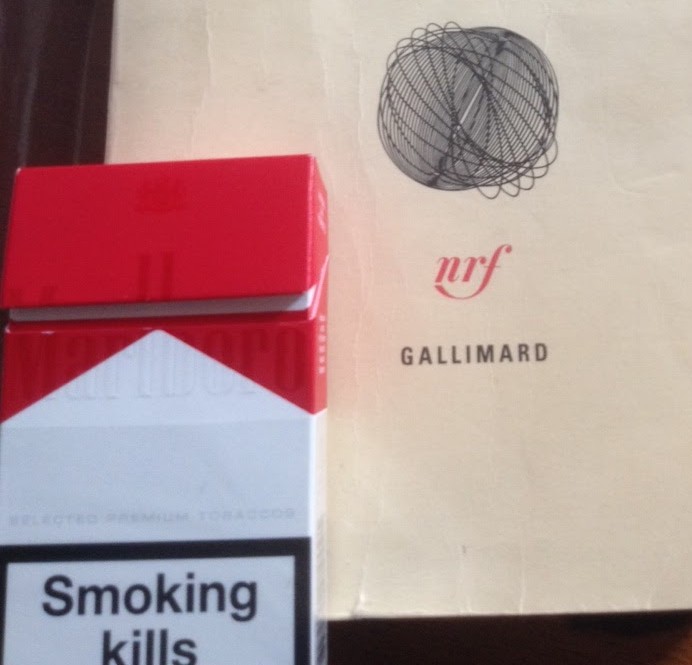 nrf
GALLIMARD
Marlboro
SELECTED PREMIUM TOBACCOS
Smoking
kills